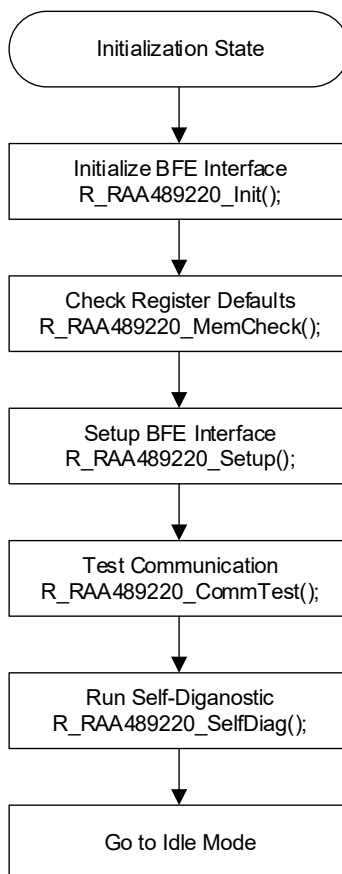 Initialization State
Initialize BFE Interface
R_RAA489220_Init();
Check Register Defaults
R_RAA489220_MemCheck();
Setup BFE Interface
R_RAA489220_Setup();
Test Communication
R_RAA489220_CommTest();
Run Self-Diganostic
R_RAA489220_SelfDiag();
Go to Idle Mode